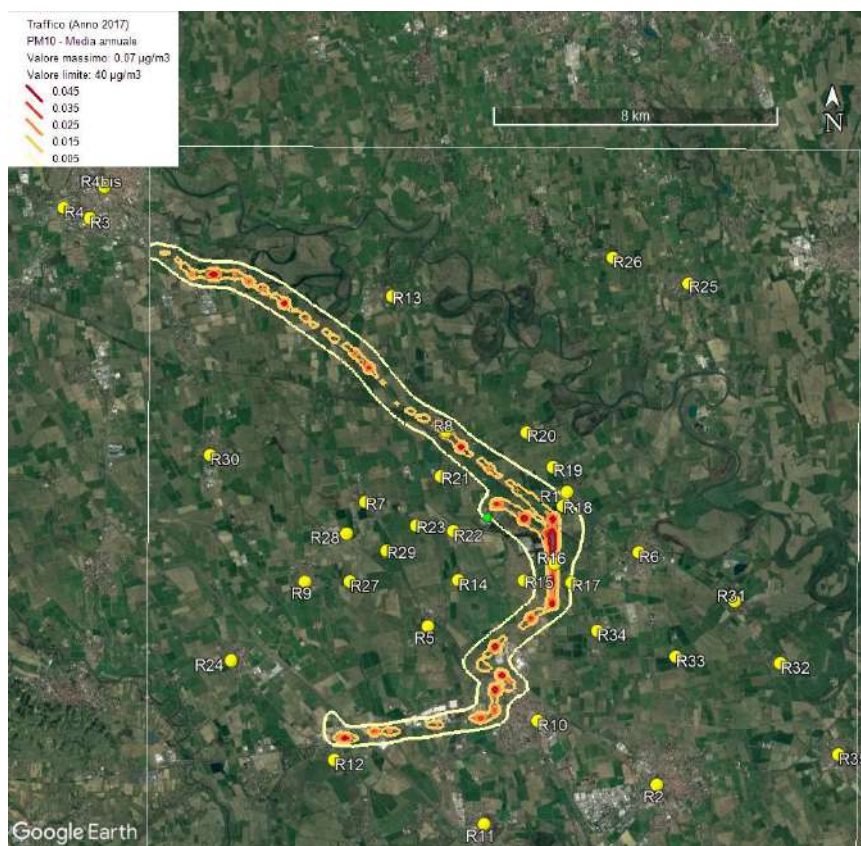 Traffico (Anno 2017)
PM10 - Media annuale
Valore massimo: 0.07 µg/m3
Valore limite: 40 µg/m3
0.045
0.035
0.025
0.015
0.005
8 km
N
R4bis
R4
R3
R26
R25
R13
R8
R20
R30
R19
R21
R1
R7
R18
R23
R22
R28
R29
R16
R6
R9
R27
R14
R15
R17
R31
R5
R34
R24
R33
R32
R10
R12
R35
R2
R11
Google Earth